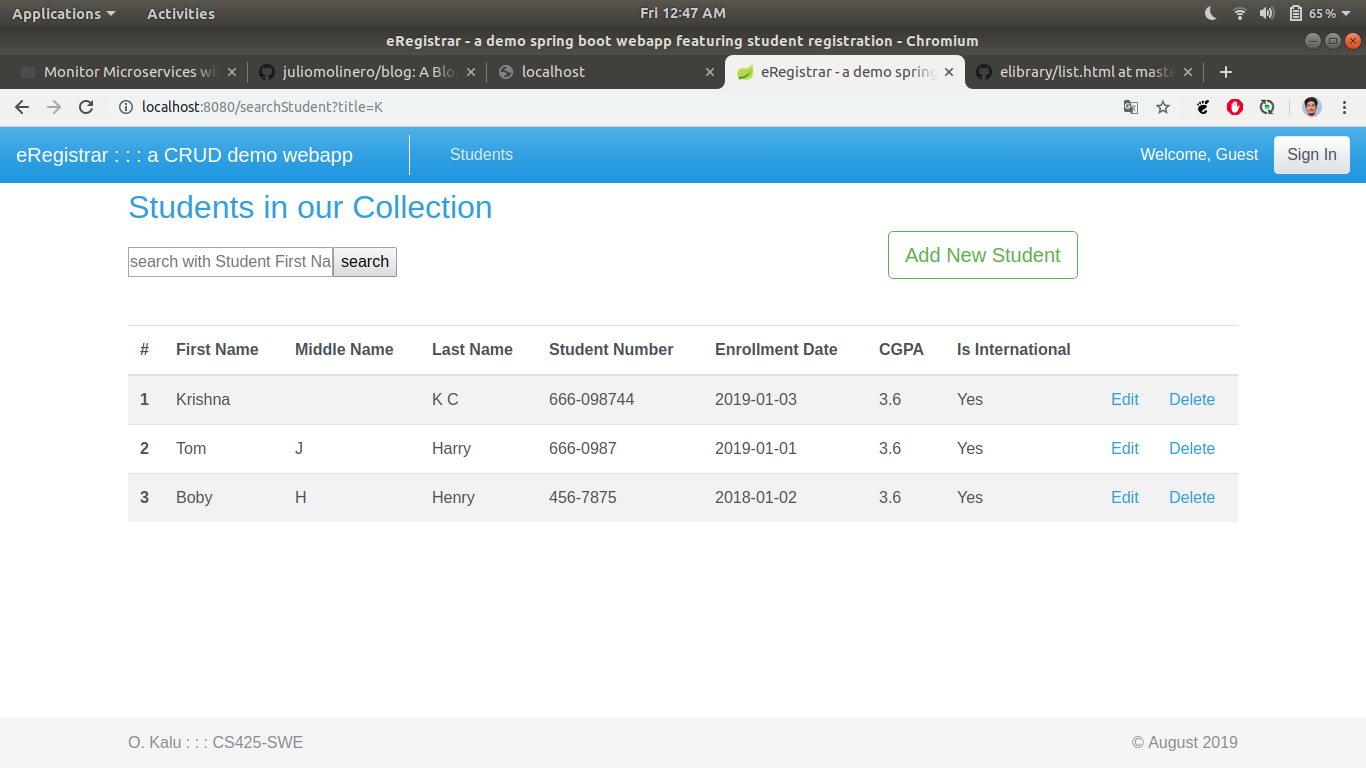 Applications Activities Fri 12:47 AM 65%
eRegistrar - a demo spring boot webapp featuring student registration - Chromium
Monitor Microservices wi juliomolinero/blog: A Blo localhost eRegistrar - a demo spring elibrary/list.html at maste
localhost:8080/searchStudent?title=K
eRegistrar : : : a CRUD demo webapp Students Welcome, Guest Sign In
Students in our Collection
search with Student First Na search Add New Student
# First Name Middle Name Last Name Student Number Enrollment Date CGPA Is International
1 Krishna K C 666-098744 2019-01-03 3.6 Yes Edit Delete
2 Tom J Harry 666-0987 2019-01-01 3.6 Yes Edit Delete
3 Boby H Henry 456-7875 2018-01-02 3.6 Yes Edit Delete
O. Kalu : : : CS425-SWE © August 2019